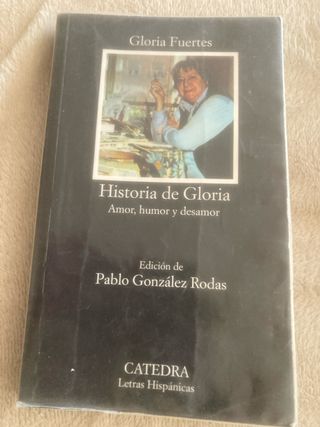 Gloria Fuertes
Historia de Gloria
Amor, humor y desamor
Edición de
Pablo González Rodas
CATEDRA
Letras Hispánicas